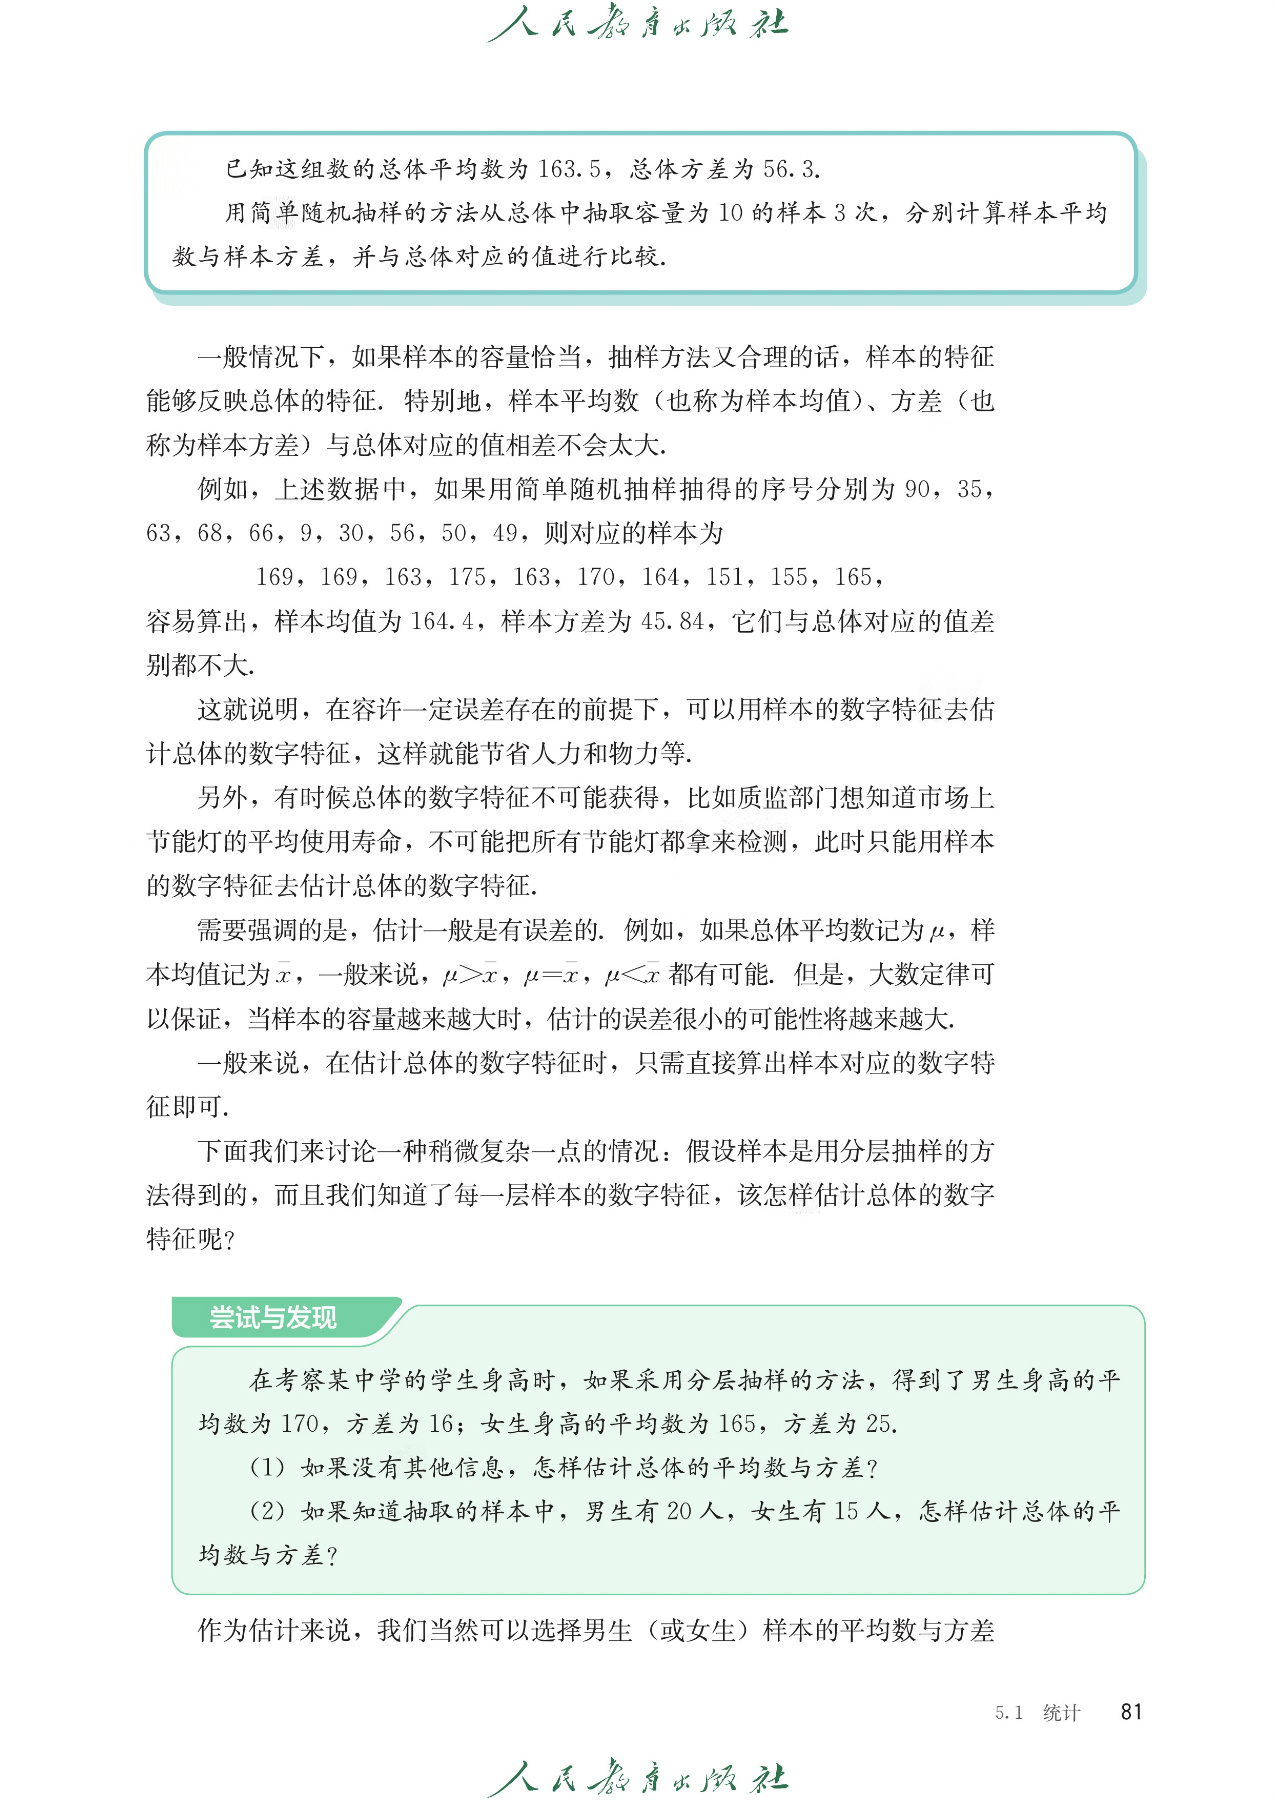 人民教育出版社
已知这组数的总体平均数为 163.5，总体方差为 56.3.
用简单随机抽样的方法从总体中抽取容量为 10 的样本 3 次，分别计算样本平均
数与样本方差，并与总体对应的值进行比较.
一般情况下，如果样本的容量恰当，抽样方法又合理的话，样本的特征
能够反映总体的特征. 特别地，样本平均数（也称为样本均值）、方差（也
称为样本方差）与总体对应的值相差不会太大.
例如，上述数据中，如果用简单随机抽样抽得的序号分别为 90，35，
63，68，66，9，30，56，50，49，则对应的样本为
169，169，163，175，163，170，164，151，155，165，
容易算出，样本均值为 164.4，样本方差为 45.84，它们与总体对应的值差
别都不大.
这就说明，在容许一定误差存在的前提下，可以用样本的数字特征去估
计总体的数字特征，这样就能节省人力和物力等.
另外，有时候总体的数字特征不可能获得，比如质监部门想知道市场上
节能灯的平均使用寿命，不可能把所有节能灯都拿来检测，此时只能用样本
的数字特征去估计总体的数字特征.
需要强调的是，估计一般是有误差的. 例如，如果总体平均数记为 μ，样
本均值记为 x̄，一般来说，μ>x̄，μ=x̄，μ<x̄ 都有可能. 但是，大数定律可
以保证，当样本的容量越来越大时，估计的误差很小的可能性将越来越大.
一般来说，在估计总体的数字特征时，只需直接算出样本对应的数字特
征即可.
下面我们来讨论一种稍微复杂一点的情况：假设样本是用分层抽样的方
法得到的，而且我们知道了每一层样本的数字特征，该怎样估计总体的数字
特征呢？
尝试与发现
在考察某中学的学生身高时，如果采用分层抽样的方法，得到了男生身高的平
均数为 170，方差为 16；女生身高的平均数为 165，方差为 25.
（1）如果没有其他信息，怎样估计总体的平均数与方差？
（2）如果知道抽取的样本中，男生有 20 人，女生有 15 人，怎样估计总体的平
均数与方差？
作为估计来说，我们当然可以选择男生（或女生）样本的平均数与方差
5.1 统计 81
人民教育出版社